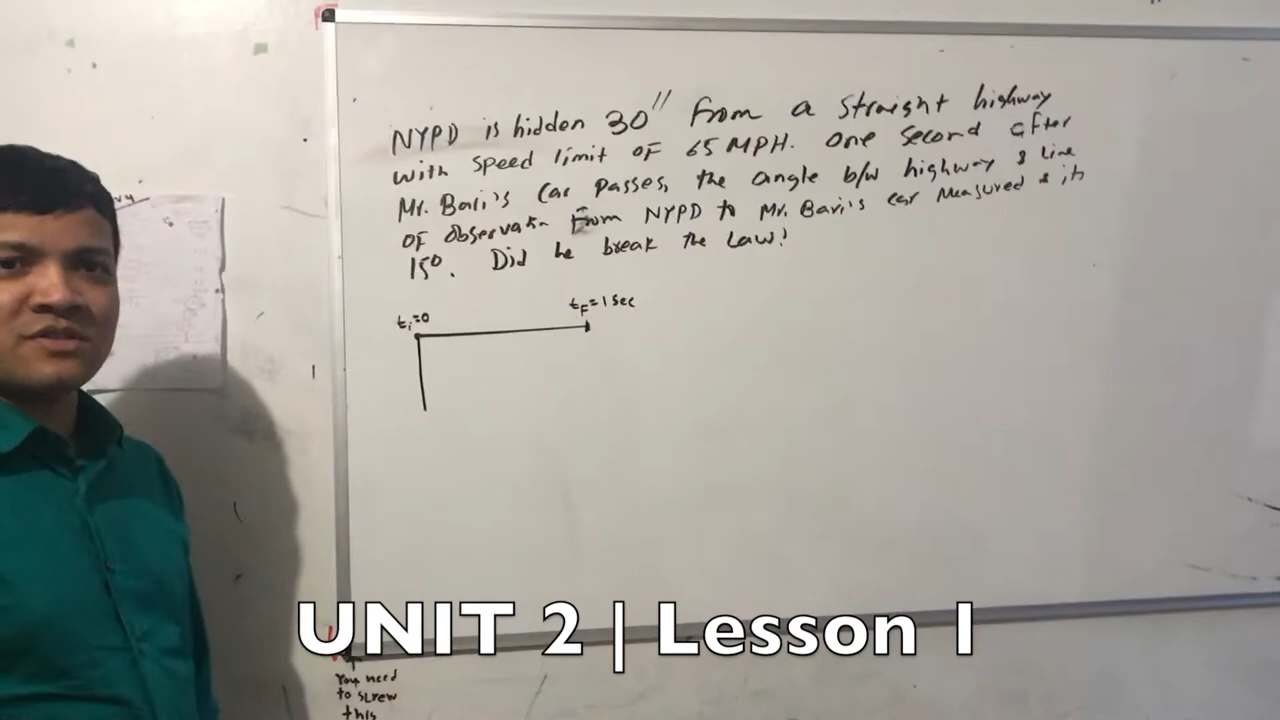 NYPD is hidden 30" from a straight highway
with speed limit of 65 MPH. One second after
Mr. Bari's car passes, the angle b/w highway & line
of observatn from NYPD to Mr. Bari's car measured & its
15°. Did he break the law?
ti=0
tF=1 sec
UNIT 2 | Lesson 1
You need
to screw
this